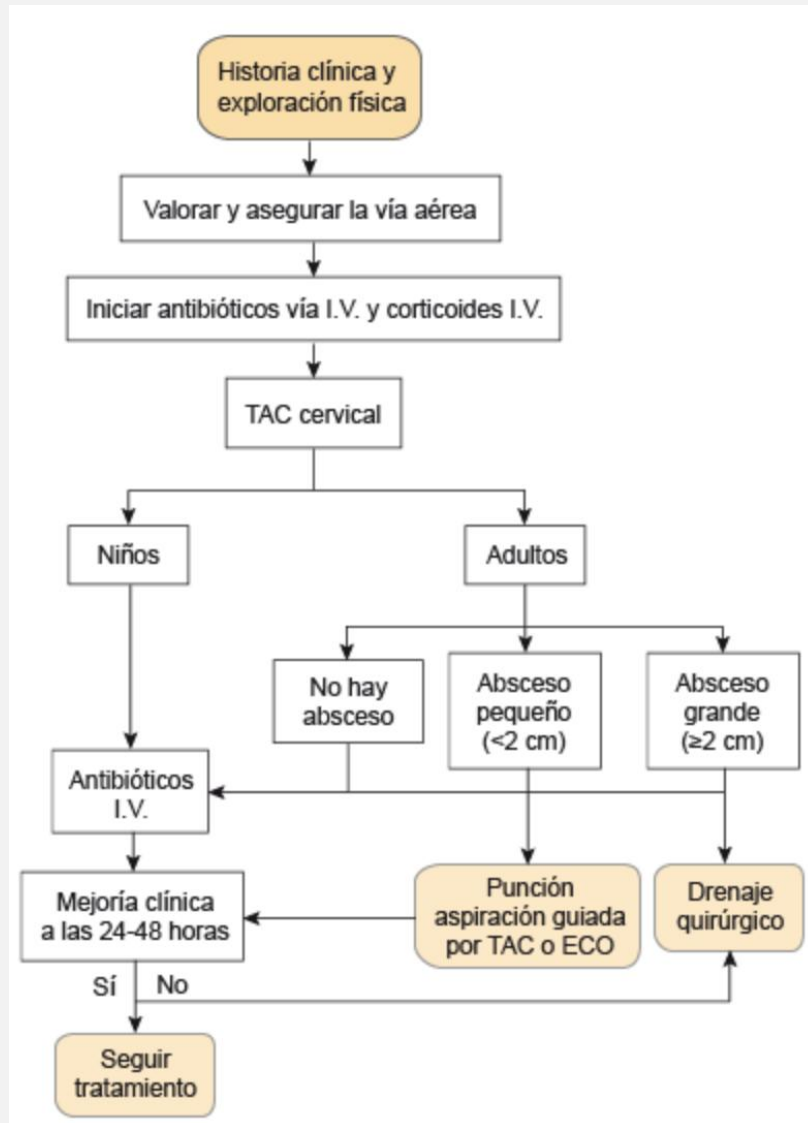 Historia clínica y
exploración física
Valorar y asegurar la vía aérea
Iniciar antibióticos vía I.V. y corticoides I.V.
TAC cervical
Niños
Adultos
No hay
absceso
Absceso
pequeño
(<2 cm)
Absceso
grande
(≥2 cm)
Antibióticos
I.V.
Mejoría clínica
a las 24-48 horas
Punción
aspiración guiada
por TAC o ECO
Drenaje
quirúrgico
Sí
No
Seguir
tratamiento